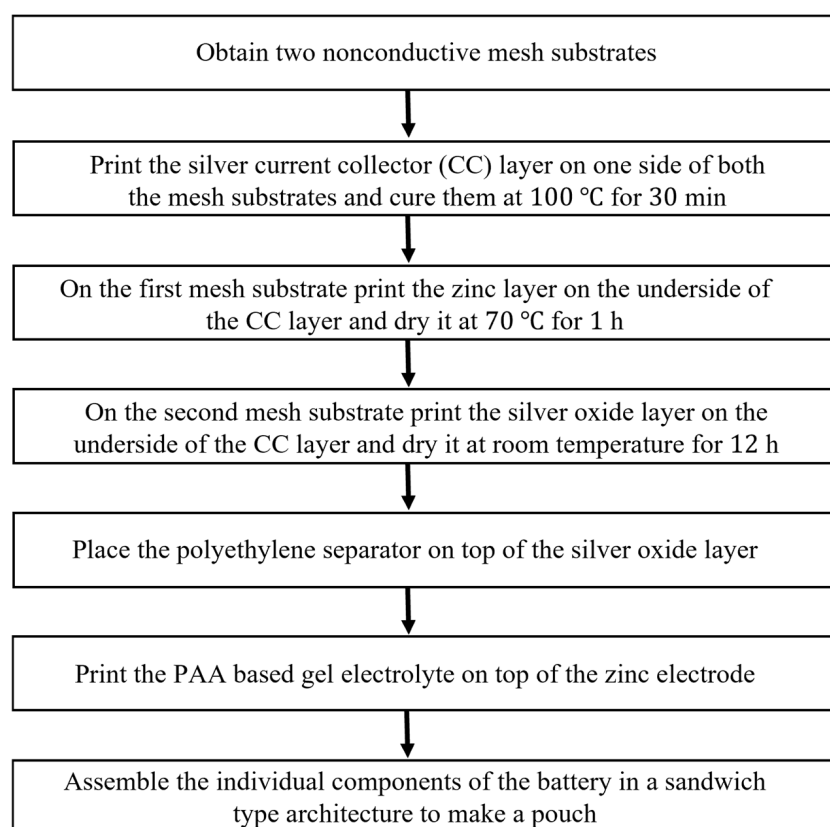 Obtain two nonconductive mesh substrates
Print the silver current collector (CC) layer on one side of both
the mesh substrates and cure them at 100 ℃ for 30 min
On the first mesh substrate print the zinc layer on the underside of
the CC layer and dry it at 70 ℃ for 1 h
On the second mesh substrate print the silver oxide layer on the
underside of the CC layer and dry it at room temperature for 12 h
Place the polyethylene separator on top of the silver oxide layer
Print the PAA based gel electrolyte on top of the zinc electrode
Assemble the individual components of the battery in a sandwich
type architecture to make a pouch